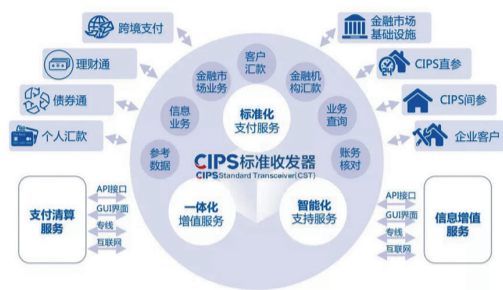 跨境支付
理财通
债券通
个人汇款
金融市场
基础设施
CIPS直参
CIPS间参
企业客户
客户
汇款
金融市
场业务
金融机
构汇款
信息
业务
业务
查询
参考
数据
账务
核对
标准化
支付服务
CIPS标准收发器
CIPS Standard Transceiver(CST)
一体化
增值服务
智能化
支持服务
支付清算
服务
API接口
GUI界面
专线
互联网
API接口
GUI界面
专线
互联网
信息增值
服务